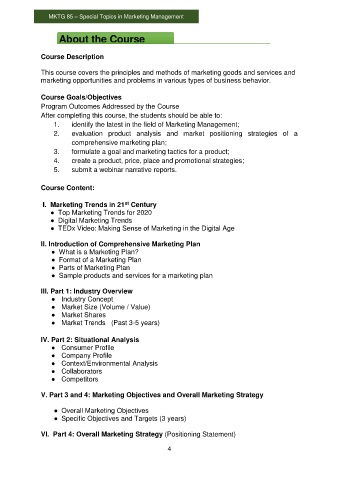 MKTG 85 – Special Topics in Marketing Management
About the Course
Course Description
This course covers the principles and methods of marketing goods and services and
marketing opportunities and problems in various types of business behavior.
Course Goals/Objectives
Program Outcomes Addressed by the Course
After completing this course, the students should be able to:
1. identify the latest in the field of Marketing Management;
2. evaluation product analysis and market positioning strategies of a
comprehensive marketing plan;
3. formulate a goal and marketing tactics for a product;
4. create a product, price, place and promotional strategies;
5. submit a webinar narrative reports.
Course Content:
I. Marketing Trends in 21st Century
● Top Marketing Trends for 2020
● Digital Marketing Trends
● TEDx Video: Making Sense of Marketing in the Digital Age
II. Introduction of Comprehensive Marketing Plan
● What is a Marketing Plan?
● Format of a Marketing Plan
● Parts of Marketing Plan
● Sample products and services for a marketing plan
III. Part 1: Industry Overview
● Industry Concept
● Market Size (Volume / Value)
● Market Shares
● Market Trends (Past 3-5 years)
IV. Part 2: Situational Analysis
● Consumer Profile
● Company Profile
● Context/Environmental Analysis
● Collaborators
● Competitors
V. Part 3 and 4: Marketing Objectives and Overall Marketing Strategy
● Overall Marketing Objectives
● Specific Objectives and Targets (3 years)
VI. Part 4: Overall Marketing Strategy (Positioning Statement)
4